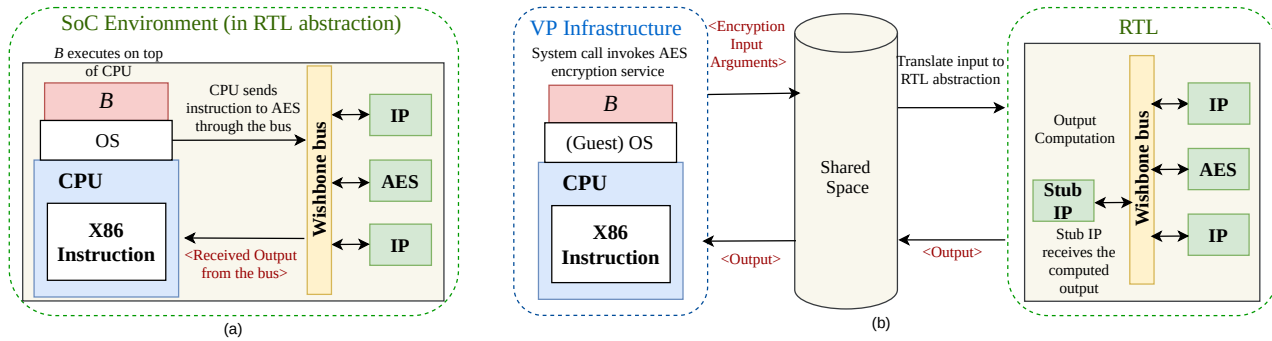 SoC Environment (in RTL abstraction)
B executes on top
of CPU
B
OS
CPU
X86
Instruction
CPU sends
instruction to AES
through the bus
<Received Output
from the bus>
Wishbone bus
IP
AES
IP
(a)
VP Infrastructure
System call invokes AES
encryption service
B
(Guest) OS
CPU
X86
Instruction
<Encryption
Input
Arguments>
<Output>
Shared
Space
Translate input to
RTL abstraction
<Output>
(b)
RTL
Output
Computation
Stub
IP
Stub IP
receives the
computed
output
Wishbone bus
IP
AES
IP